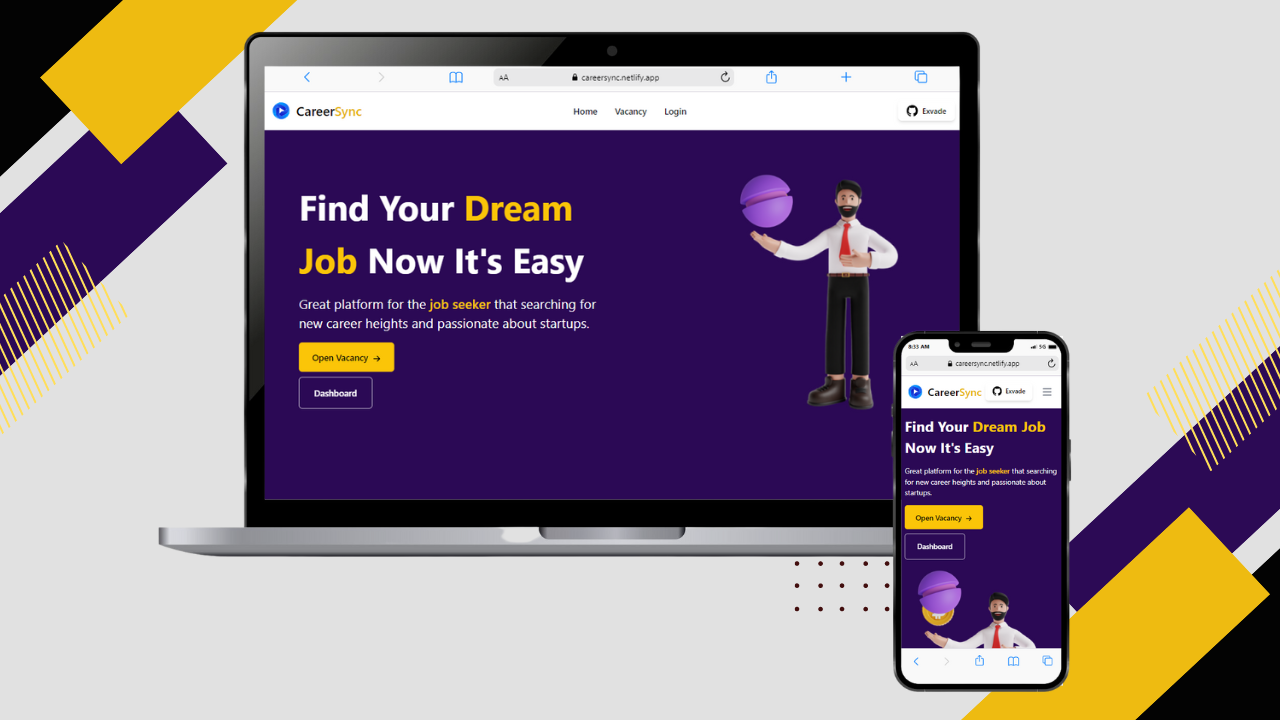 AA careersync.netlify.app
CareerSync
Home Vacancy Login
Exvade
Find Your Dream
Job Now It's Easy
Great platform for the job seeker that searching for
new career heights and passionate about startups.
Open Vacancy →
Dashboard
8:33 AM 5G
AA careersync.netlify.app
CareerSync
Exvade
Find Your Dream Job
Now It's Easy
Great platform for the job seeker that searching
for new career heights and passionate about
startups.
Open Vacancy →
Dashboard